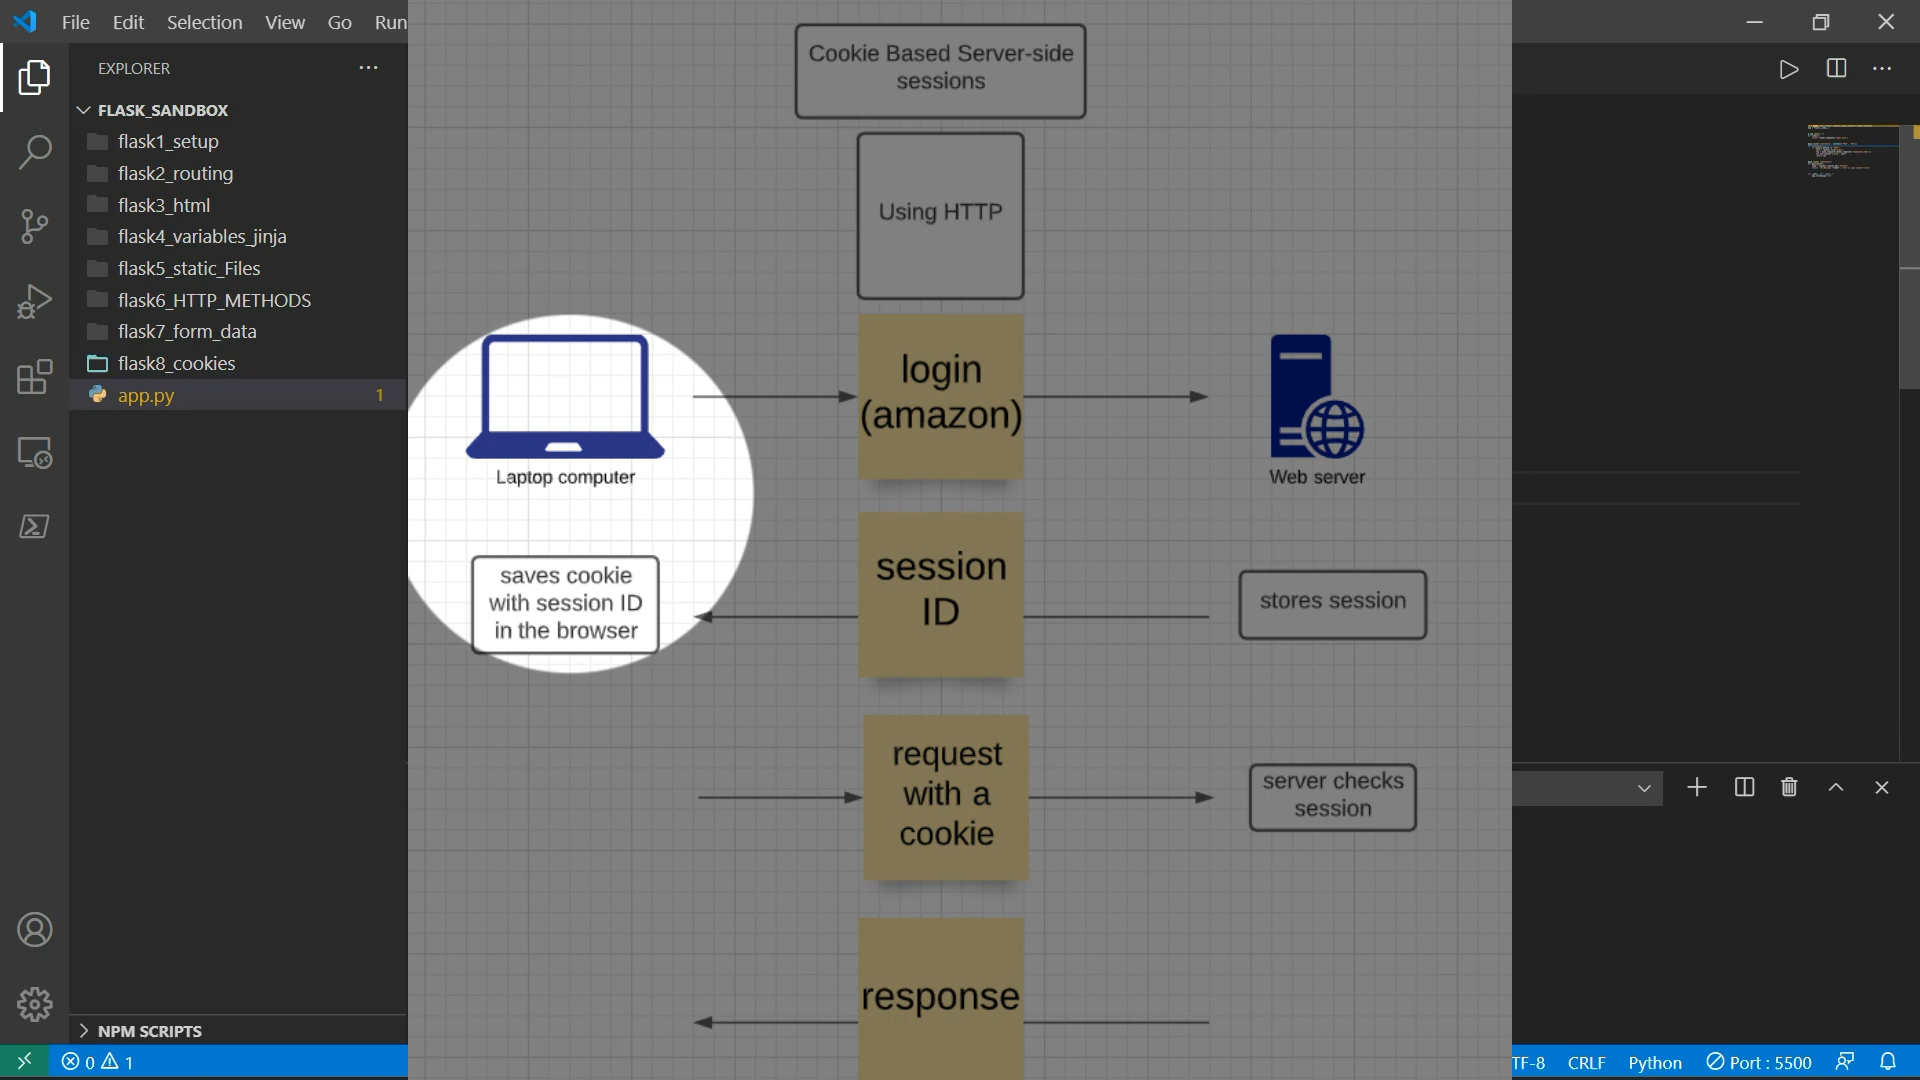 File Edit Selection View Go Run
EXPLORER
FLASK_SANDBOX
flask1_setup
flask2_routing
flask3_html
flask4_variables_jinja
flask5_static_Files
flask6_HTTP_METHODS
flask7_form_data
flask8_cookies
app.py 1
NPM SCRIPTS
0 1
Cookie Based Server-side
sessions
Using HTTP
login
(amazon)
Laptop computer
Web server
saves cookie
with session ID
in the browser
session
ID
stores session
request
with a
cookie
server checks
session
response
TF-8 CRLF Python Port : 5500